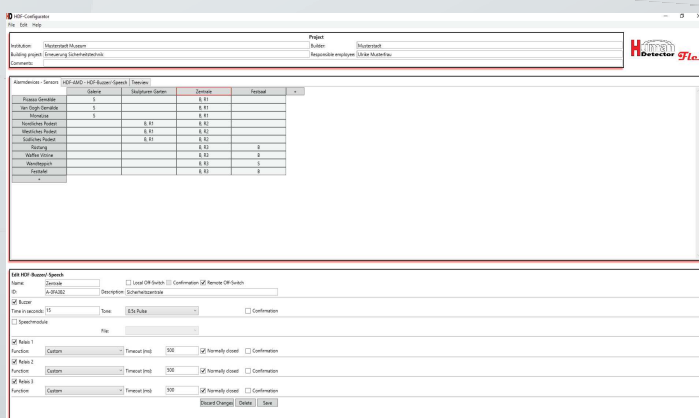 HDF-Configurator
File Edit Help
Project
Institution: Musterstadt Museum Builder: Musterstadt
Building project: Erneuerung Sicherheitstechnik Responsible employee: Ulrike Musterfrau
Comments:
Human
Detector Fle
Alarmdevices - Sensors HDF-AMD - HDF-Buzzer/-Speech Treeview
Galerie Skulpturen Garten Zentrale Festsaal +
Picasso Gemälde S B, R1
Van Gogh Gemälde S B, R1
Monalisa S B, R1
Nordliches Podest B, R1 B, R2
Westliches Podest B, R1 B, R2
Südliches Podest B, R1 B, R2
Rüstung B, R3 B
Waffen Vitrine B, R3 B
Wandteppich B, R3 S
Festtafel B, R3 B
+
Edit HDF-Buzzer/-Speech
Name: Zentrale Local Off-Switch Confirmation Remote Off-Switch
ID: A-0FA382 Description: Sicherheitszentrale
Buzzer
Time in seconds: 15 Tone: 0.5s Pulse Confirmation
Speechmodule
File:
Relais 1
Function: Custom Timeout (ms): 500 Normally closed Confirmation
Relais 2
Function: Custom Timeout (ms): 500 Normally closed Confirmation
Relais 3
Function: Custom Timeout (ms): 500 Normally closed Confirmation
Discard Changes Delete Save